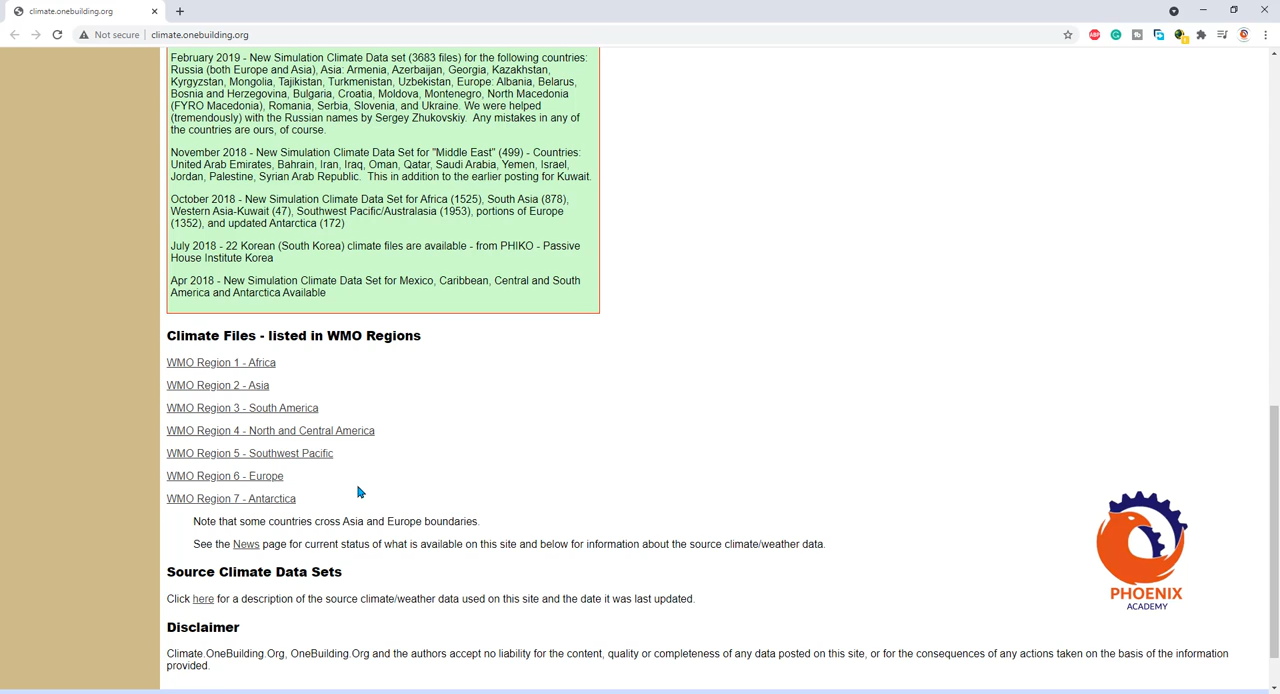 climate.onebuilding.org
Not secure
climate.onebuilding.org
ABP
February 2019 - New Simulation Climate Data set (3683 files) for the following countries:
Russia (both Europe and Asia), Asia: Armenia, Azerbaijan, Georgia, Kazakhstan,
Kyrgyzstan, Mongolia, Tajikistan, Turkmenistan, Uzbekistan, Europe: Albania, Belarus,
Bosnia and Herzegovina, Bulgaria, Croatia, Moldova, Montenegro, North Macedonia
(FYRO Macedonia), Romania, Serbia, Slovenia, and Ukraine. We were helped
(tremendously) with the Russian names by Sergey Zhukovskiy. Any mistakes in any of
the countries are ours, of course.
November 2018 - New Simulation Climate Data Set for "Middle East" (499) - Countries:
United Arab Emirates, Bahrain, Iran, Iraq, Oman, Qatar, Saudi Arabia, Yemen, Israel,
Jordan, Palestine, Syrian Arab Republic. This in addition to the earlier posting for Kuwait.
October 2018 - New Simulation Climate Data Set for Africa (1525), South Asia (878),
Western Asia-Kuwait (47), Southwest Pacific/Australasia (1953), portions of Europe
(1352), and updated Antarctica (172)
July 2018 - 22 Korean (South Korea) climate files are available - from PHIKO - Passive
House Institute Korea
Apr 2018 - New Simulation Climate Data Set for Mexico, Caribbean, Central and South
America and Antarctica Available
Climate Files - listed in WMO Regions
WMO Region 1 - Africa
WMO Region 2 - Asia
WMO Region 3 - South America
WMO Region 4 - North and Central America
WMO Region 5 - Southwest Pacific
WMO Region 6 - Europe
WMO Region 7 - Antarctica
Note that some countries cross Asia and Europe boundaries.
See the News page for current status of what is available on this site and below for information about the source climate/weather data.
Source Climate Data Sets
Click here for a description of the source climate/weather data used on this site and the date it was last updated.
Disclaimer
Climate.OneBuilding.Org, OneBuilding.Org and the authors accept no liability for the content, quality or completeness of any data posted on this site, or for the consequences of any actions taken on the basis of the information
provided.
PHOENIX
ACADEMY